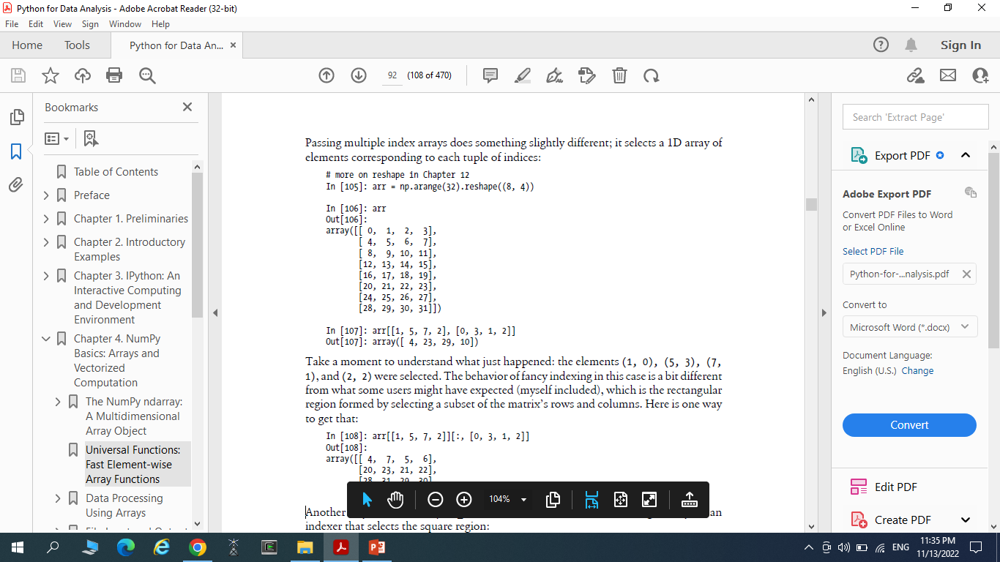 Python for Data Analysis - Adobe Acrobat Reader (32-bit)
File Edit View Sign Window Help
Home Tools Python for Data An... × Sign In
92 (108 of 470)
Bookmarks
Table of Contents
Preface
Chapter 1. Preliminaries
Chapter 2. Introductory
Examples
Chapter 3. IPython: An
Interactive Computing
and Development
Environment
Chapter 4. NumPy
Basics: Arrays and
Vectorized
Computation
The NumPy ndarray:
A Multidimensional
Array Object
Universal Functions:
Fast Element-wise
Array Functions
Data Processing
Using Arrays
Passing multiple index arrays does something slightly different; it selects a 1D array of
elements corresponding to each tuple of indices:
# more on reshape in Chapter 12
In [105]: arr = np.arange(32).reshape((8, 4))
In [106]: arr
Out[106]:
array([[ 0, 1, 2, 3],
[ 4, 5, 6, 7],
[ 8, 9, 10, 11],
[12, 13, 14, 15],
[16, 17, 18, 19],
[20, 21, 22, 23],
[24, 25, 26, 27],
[28, 29, 30, 31]])
In [107]: arr[[1, 5, 7, 2], [0, 3, 1, 2]]
Out[107]: array([ 4, 23, 29, 10])
Take a moment to understand what just happened: the elements (1, 0), (5, 3), (7,
1), and (2, 2) were selected. The behavior of fancy indexing in this case is a bit different
from what some users might have expected (myself included), which is the rectangular
region formed by selecting a subset of the matrix's rows and columns. Here is one way
to get that:
In [108]: arr[[1, 5, 7, 2]][:, [0, 3, 1, 2]]
Out[108]:
array([[ 4, 7, 5, 6],
[20, 23, 21, 22],
104%
Another an
indexer that selects the square region:
Search 'Extract Page'
Export PDF
Adobe Export PDF
Convert PDF Files to Word
or Excel Online
Select PDF File
Python-for-...nalysis.pdf
Convert to
Microsoft Word (*.docx)
Document Language:
English (U.S.) Change
Convert
Edit PDF
Create PDF
ENG
11:35 PM
11/13/2022